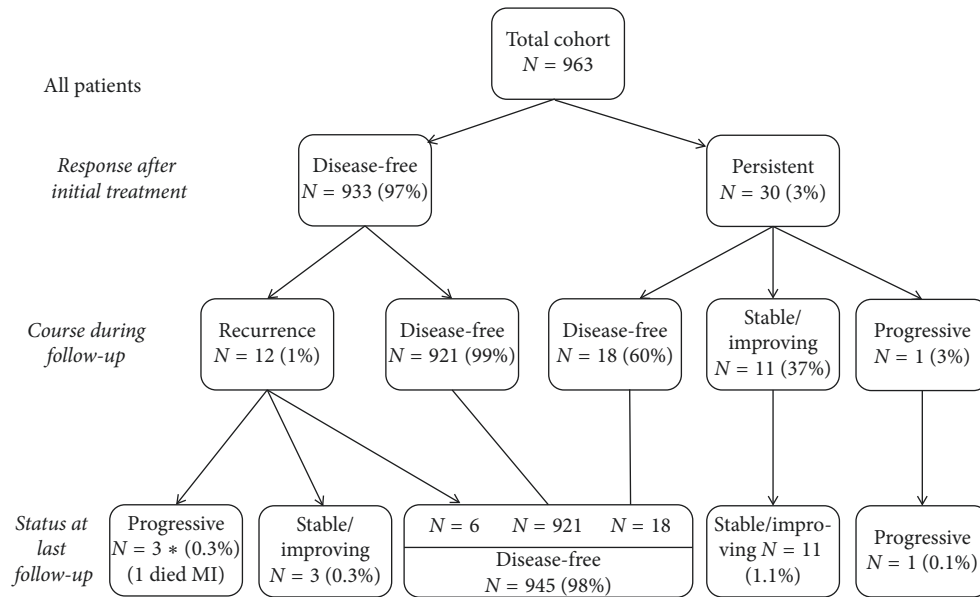 Total cohort
N = 963
All patients
Response after
initial treatment
Disease-free
N = 933 (97%)
Persistent
N = 30 (3%)
Course during
follow-up
Recurrence
N = 12 (1%)
Disease-free
N = 921 (99%)
Disease-free
N = 18 (60%)
Stable/
improving
N = 11 (37%)
Progressive
N = 1 (3%)
Status at
last
follow-up
Progressive
N = 3 ∗ (0.3%)
(1 died MI)
Stable/
improving
N = 3 (0.3%)
N = 6 N = 921 N = 18
Disease-free
N = 945 (98%)
Stable/impro-
ving N = 11
(1.1%)
Progressive
N = 1 (0.1%)